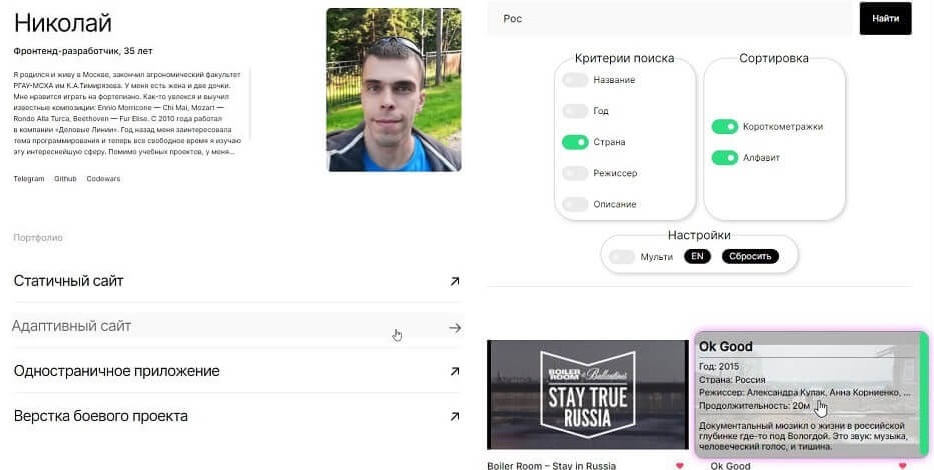 Николай
Фронтенд-разработчик, 35 лет
Я родился и живу в Москве, закончил агрономический факультет
РГАУ-МСХА им К.А.Тимирязева. У меня есть жена и две дочки.
Мне нравится играть на фортепиано. Как-то увлекся и выучил
известные композиции: Ennio Morricone — Chi Mai, Mozart —
Rondo Alla Turca, Beethoven — Fur Elise. С 2010 года работал
в компании «Деловые Линии». Год назад меня заинтересовала
тема программирования и теперь все свободное время я изучаю
эту интереснейшую сферу. Помимо учебных проектов, у меня...
Telegram Github Codewars
Портфолио
Статичный сайт
Адаптивный сайт
Одностраничное приложение
Верстка боевого проекта
Рос
Найти
Критерии поиска
Название
Год
Страна
Режиссер
Описание
Сортировка
Короткометражки
Алфавит
Настройки
Мульти EN Сбросить
BOILER ROOM & Ballantine's
STAY TRUE
RUSSIA
Boiler Room – Stay in Russia
Ok Good
Год: 2015
Страна: Россия
Режиссер: Александра Кулак, Анна Корниенко, ...
Продолжительность: 20м
Документальный мюзикл о жизни в российской
глубинке где-то под Вологдой. Это звук: музыка,
человеческий голос, и тишина.
Ok Good